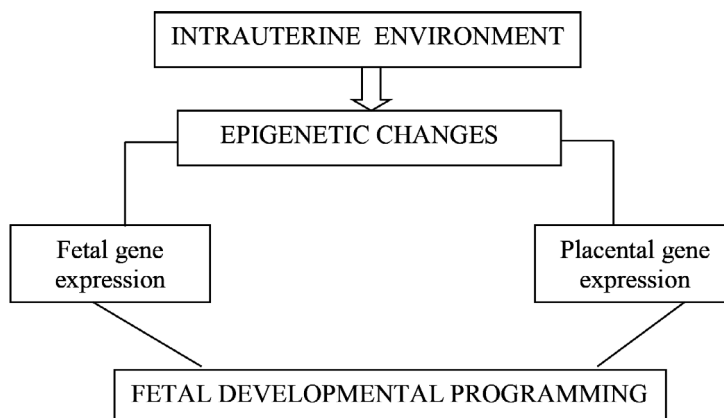 INTRAUTERINE ENVIRONMENT
EPIGENETIC CHANGES
Fetal gene
expression
Placental gene
expression
FETAL DEVELOPMENTAL PROGRAMMING